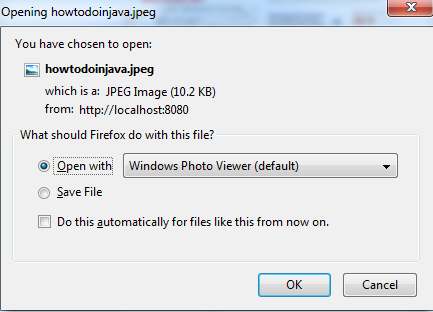 Opening howtodoinjava.jpeg
You have chosen to open:
howtodoinjava.jpeg
which is a: JPEG Image (10.2 KB)
from: http://localhost:8080
What should Firefox do with this file?
Open with Windows Photo Viewer (default)
Save File
Do this automatically for files like this from now on.
OK Cancel